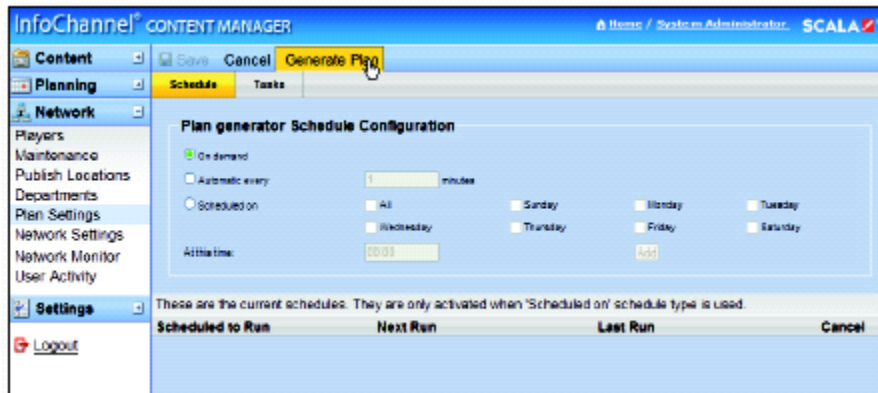 InfoChannel® CONTENT MANAGER
Home / System Administrator
SCALA
Content
Planning
Network
Players
Maintenance
Publish Locations
Departments
Plan Settings
Network Settings
Network Monitor
User Activity
Settings
Logout
Save Cancel Generate Plan
Schedule Tasks
Plan generator Schedule Configuration
On demand
Automatic every 1 minutes
Scheduled on All Sunday Monday Tuesday
Wednesday Thursday Friday Saturday
At this time: 00:00 Add
These are the current schedules. They are only activated when 'Scheduled on' schedule type is used.
Scheduled to Run Next Run Last Run Cancel